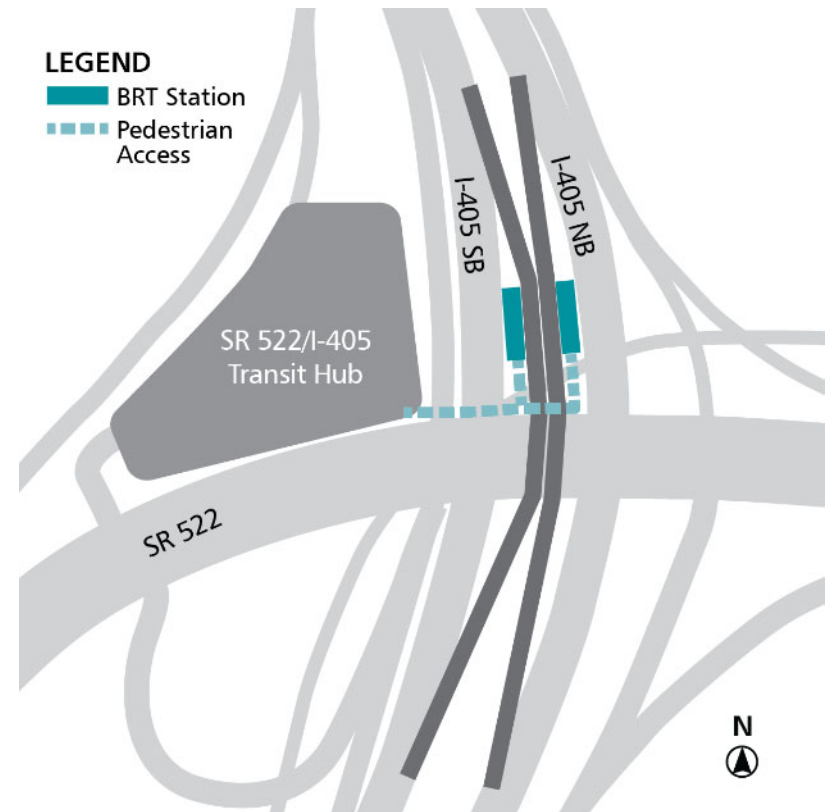 LEGEND
BRT Station
Pedestrian
Access
I-405 SB
I-405 NB
SR 522/I-405
Transit Hub
SR 522
N